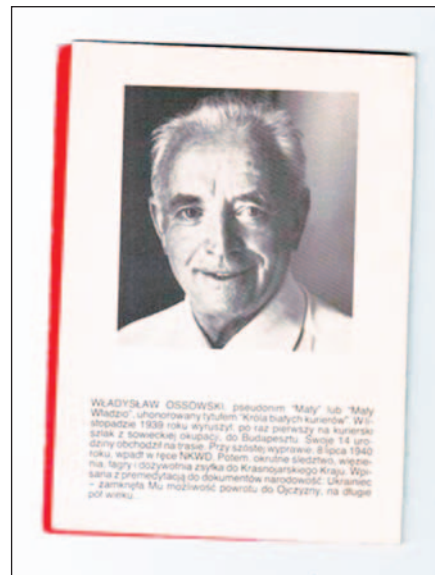 WŁADYSŁAW OSSOWSKI, pseudonim "Mały" lub "Mały
Władzio", uhonorowany tytułem "Króla białych kurierów". W li-
stopadzie 1939 roku wyruszył po raz pierwszy na kurierski
szlak z sowieckiej okupacji, do Budapesztu. Swoje 14 uro-
dziny obchodził na trasie. Przy szóstej wyprawie, 8 lipca 1940
roku, wpadł w ręce NKWD. Potem: okrutne śledztwo, więzie-
nia, łagry i dożywotnia zsyłka do Krasnojarskiego Kraju. Wpi-
sana z premedytacją do dokumentów narodowość: Ukrainiec
– zamknęła Mu możliwość powrotu do Ojczyzny, na długie
pół wieku.